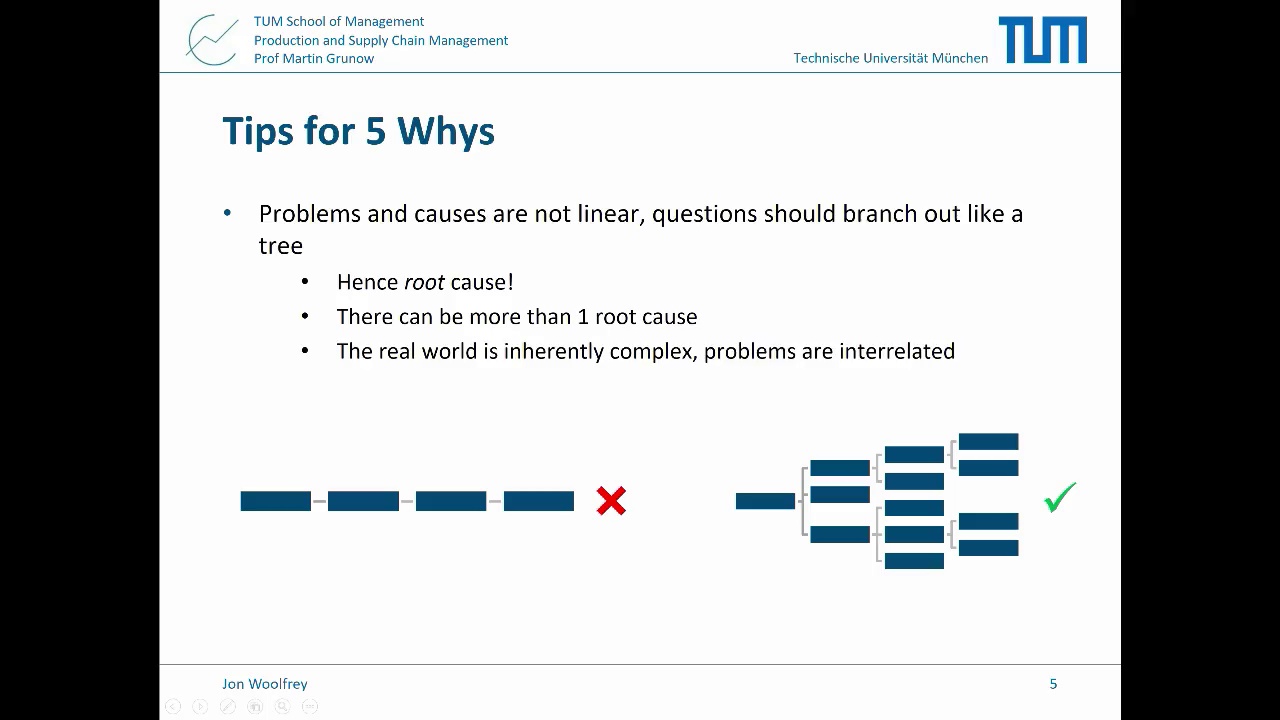 TUM School of Management
Production and Supply Chain Management
Prof Martin Grunow
Technische Universität München
TUM
Tips for 5 Whys
• Problems and causes are not linear, questions should branch out like a
tree
• Hence root cause!
• There can be more than 1 root cause
• The real world is inherently complex, problems are interrelated
Jon Woolfrey
5